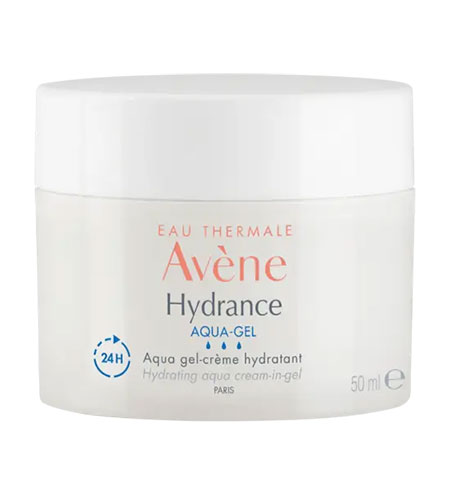 EAU THERMALE
Avène
Hydrance
AQUA-GEL
24H
Aqua gel-crème hydratant
Hydrating aqua cream-in-gel
50 ml e
PARIS